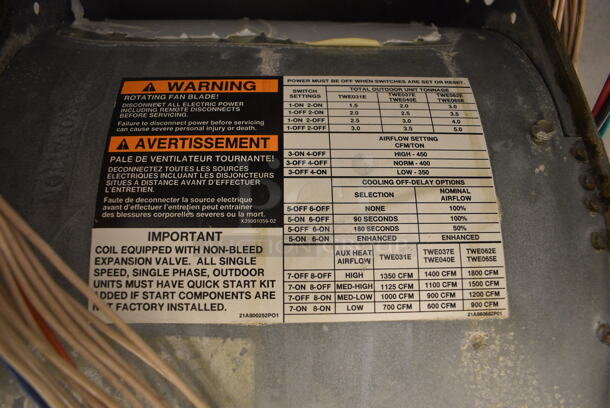 WARNING
ROTATING FAN BLADE!
DISCONNECT ALL ELECTRIC POWER
INCLUDING REMOTE DISCONNECTS
BEFORE SERVICING.
Failure to disconnect power before servicing
can cause severe personal injury or death.
AVERTISSEMENT
PALE DE VENTILATEUR TOURNANTE!
DECONNECTEZ TOUTES LES SOURCES
ELECTRIQUES INCLUANT LES DISJONCTEURS
SITUÉS A DISTANCE AVANT D'EFFECTUER
L'ENTRETIEN.
Faute de deconnecter la source electrique
avant d'effectuer l'entretien peut entrainer
des blessures corporelles severes ou la mort.
X39001056-02
IMPORTANT
COIL EQUIPPED WITH NON-BLEED
EXPANSION VALVE. ALL SINGLE
SPEED, SINGLE PHASE, OUTDOOR
UNITS MUST HAVE QUICK START KIT
ADDED IF START COMPONENTS ARE
NOT FACTORY INSTALLED.
21A800252PO1
POWER MUST BE OFF WHEN SWITCHES ARE SET OR RESET.
SWITCH SETTINGS
TOTAL OUTDOOR UNIT TONNAGE
TWE031E TWE037E TWE040E TWE062E TWE065E
1-ON 2-ON 1.5 2.0 3.0
1-OFF 2-ON 2.0 2.5 3.5
1-ON 2-OFF 2.5 3.0 4.0
1-OFF 2-OFF 3.0 3.5 5.0
AIRFLOW SETTING
CFM/TON
3-ON 4-OFF HIGH - 450
3-OFF 4-OFF NORM - 400
3-OFF 4-ON LOW - 350
COOLING OFF-DELAY OPTIONS
SELECTION NOMINAL AIRFLOW
5-OFF 6-OFF NONE 100%
5-ON 6-OFF 90 SECONDS 100%
5-OFF 6-ON 180 SECONDS 50%
5-ON 6-ON ENHANCED ENHANCED
AUX HEAT AIRFLOW TWE031E TWE037E TWE040E TWE062E TWE065E
7-OFF 8-OFF HIGH 1350 CFM 1400 CFM 1800 CFM
7-ON 8-OFF MED-HIGH 1125 CFM 1100 CFM 1500 CFM
7-OFF 8-ON MED-LOW 1000 CFM 900 CFM 1200 CFM
7-ON 8-ON LOW 700 CFM 600 CFM 900 CFM